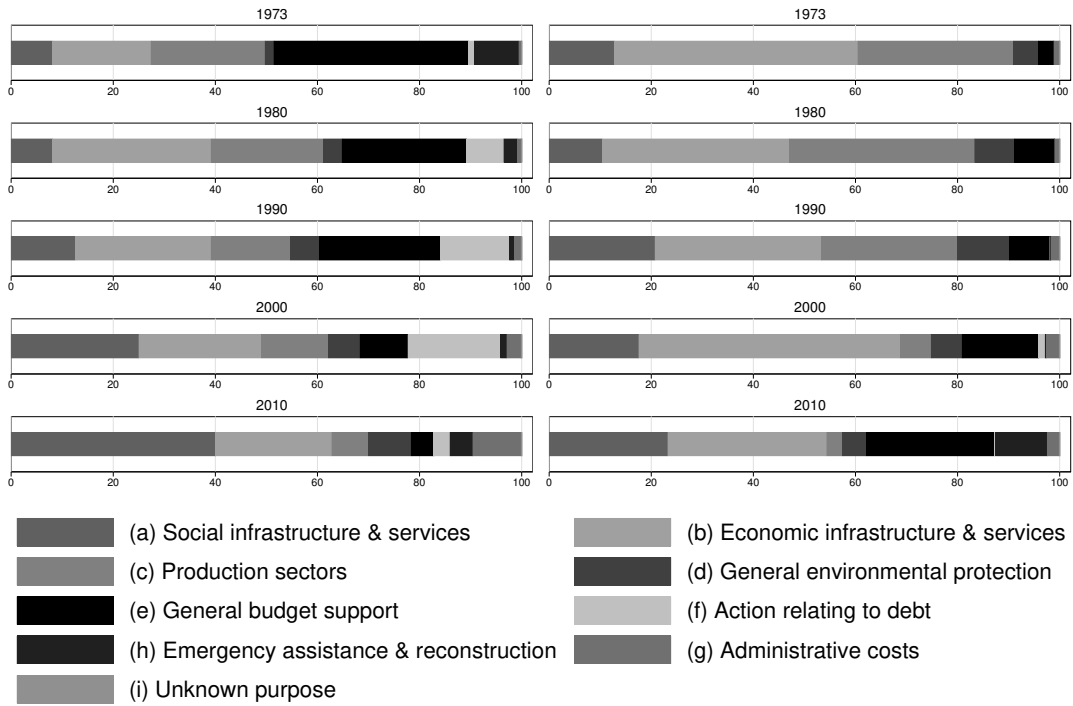 1973 1973
0 20 40 60 80 100 0 20 40 60 80 100
1980 1980
0 20 40 60 80 100 0 20 40 60 80 100
1990 1990
0 20 40 60 80 100 0 20 40 60 80 100
2000 2000
0 20 40 60 80 100 0 20 40 60 80 100
2010 2010
0 20 40 60 80 100 0 20 40 60 80 100
(a) Social infrastructure & services (b) Economic infrastructure & services
(c) Production sectors (d) General environmental protection
(e) General budget support (f) Action relating to debt
(h) Emergency assistance & reconstruction (g) Administrative costs
(i) Unknown purpose